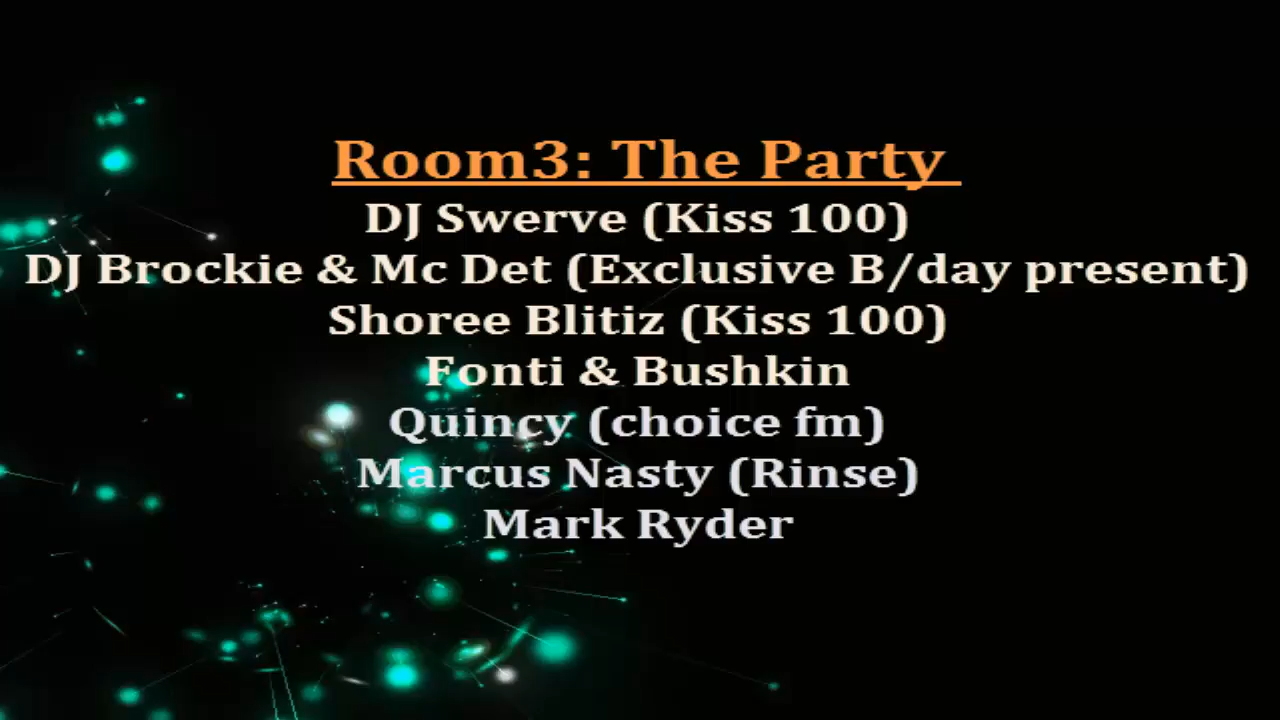 Room3: The Party
DJ Swerve (Kiss 100)
DJ Brockie & Mc Det (Exclusive B/day present)
Shoree Blitiz (Kiss 100)
Fonti & Bushkin
Quincy (choice fm)
Marcus Nasty (Rinse)
Mark Ryder